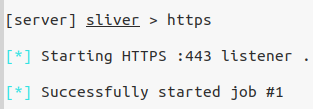 [server] sliver > https
[*] Starting HTTPS :443 listener .
[*] Successfully started job #1